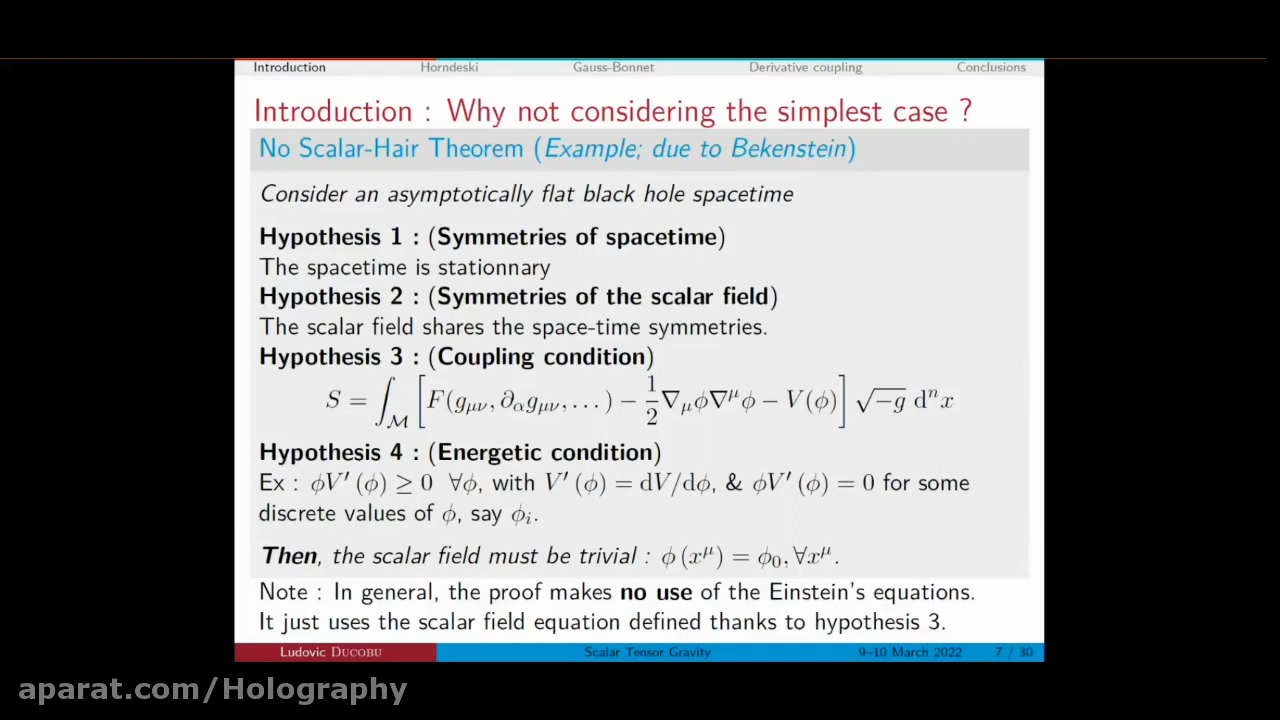 Introduction Horndeski Gauss-Bonnet Derivative coupling Conclusions
Introduction : Why not considering the simplest case ?
No Scalar-Hair Theorem (Example; due to Bekenstein)
Consider an asymptotically flat black hole spacetime
Hypothesis 1 : (Symmetries of spacetime)
The spacetime is stationnary
Hypothesis 2 : (Symmetries of the scalar field)
The scalar field shares the space-time symmetries.
Hypothesis 3 : (Coupling condition)
S = ∫_M [F(g_{μν}, ∂_α g_{μν}, . . . ) − 1/2 ∇_μφ∇^μφ − V(φ)] √−g d^n x
Hypothesis 4 : (Energetic condition)
Ex : φV′(φ) ≥ 0 ∀φ, with V′(φ) = dV/dφ, & φV′(φ) = 0 for some
discrete values of φ, say φ_i.
Then, the scalar field must be trivial : φ(x^μ) = φ_0, ∀x^μ.
Note : In general, the proof makes no use of the Einstein's equations.
It just uses the scalar field equation defined thanks to hypothesis 3.
Ludovic Ducobu Scalar Tensor Gravity 9–10 March 2022 7 / 30
aparat.com/Holography